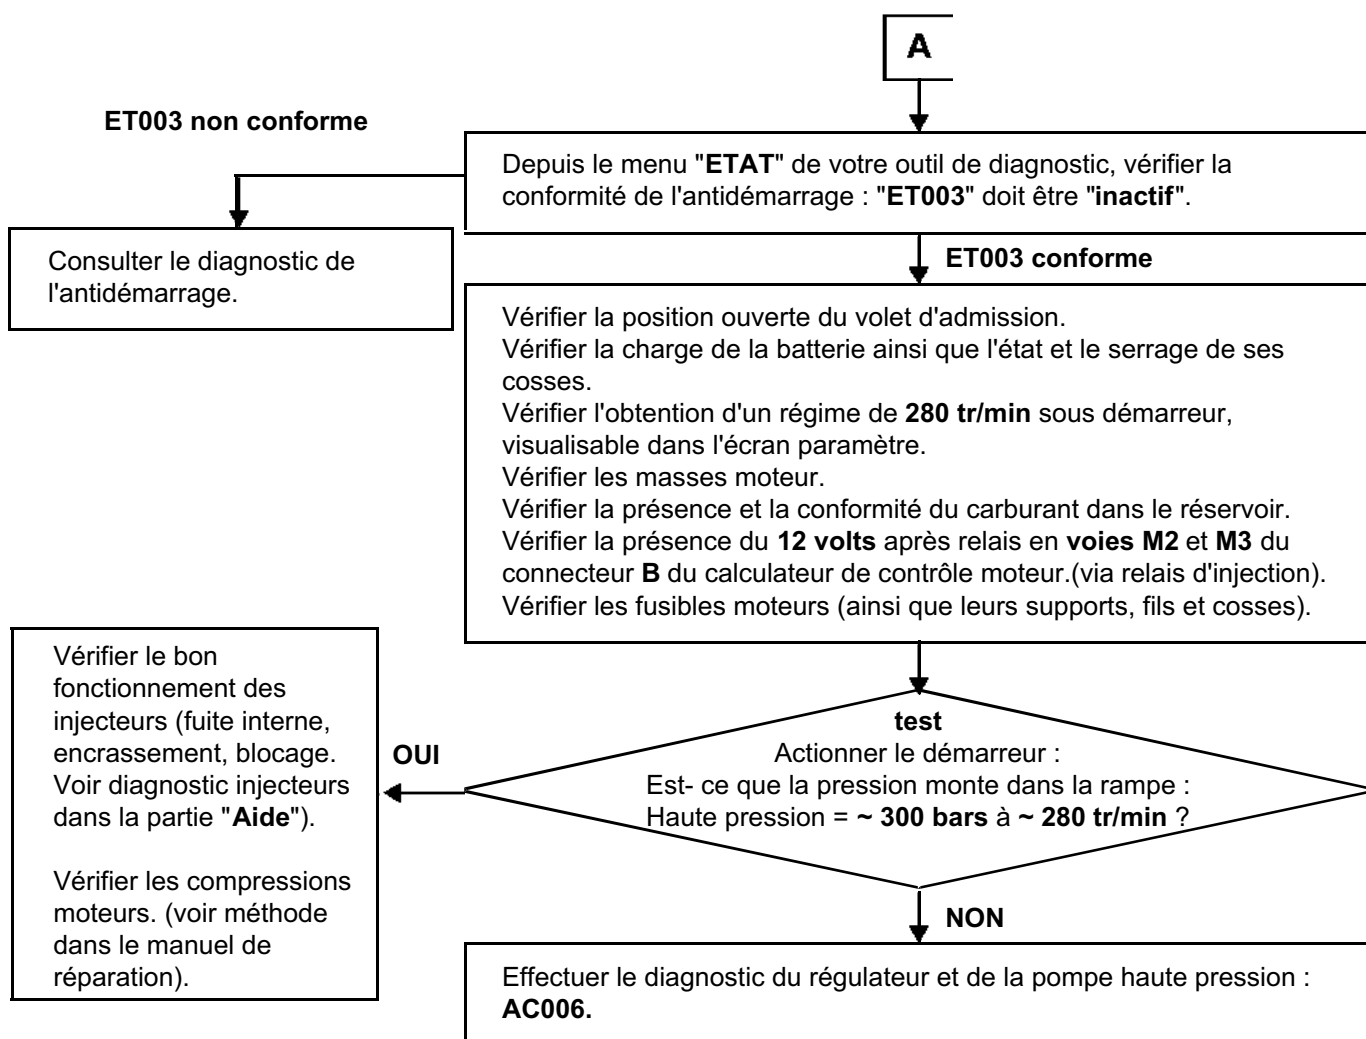 A
ET003 non conforme
Depuis le menu "ETAT" de votre outil de diagnostic, vérifier la
conformité de l'antidémarrage : "ET003" doit être "inactif".
Consulter le diagnostic de
l'antidémarrage.
ET003 conforme
Vérifier la position ouverte du volet d'admission.
Vérifier la charge de la batterie ainsi que l'état et le serrage de ses
cosses.
Vérifier l'obtention d'un régime de 280 tr/min sous démarreur,
visualisable dans l'écran paramètre.
Vérifier les masses moteur.
Vérifier la présence et la conformité du carburant dans le réservoir.
Vérifier la présence du 12 volts après relais en voies M2 et M3 du
connecteur B du calculateur de contrôle moteur.(via relais d'injection).
Vérifier les fusibles moteurs (ainsi que leurs supports, fils et cosses).
test
Actionner le démarreur :
Est- ce que la pression monte dans la rampe :
Haute pression = ~ 300 bars à ~ 280 tr/min ?
OUI
Vérifier le bon
fonctionnement des
injecteurs (fuite interne,
encrassement, blocage.
Voir diagnostic injecteurs
dans la partie "Aide").
Vérifier les compressions
moteurs. (voir méthode
dans le manuel de
réparation).
NON
Effectuer le diagnostic du régulateur et de la pompe haute pression :
AC006.